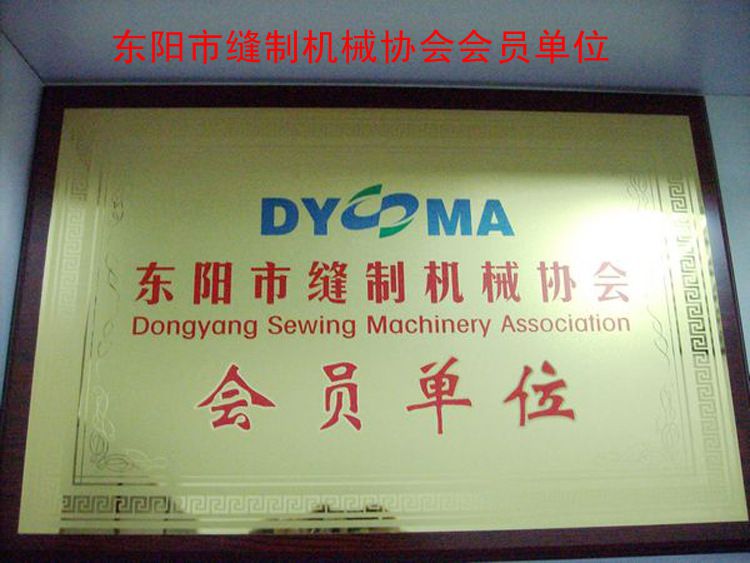 东阳市缝制机械协会会员单位
DYSMA
东阳市缝制机械协会
Dongyang Sewing Machinery Association
会员单位